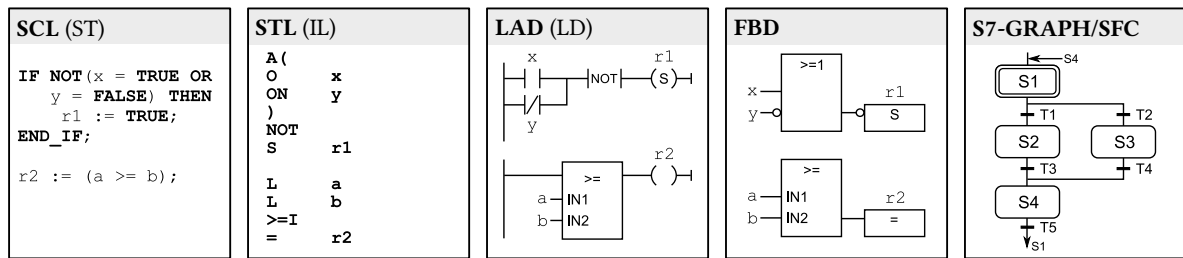 SCL (ST)
IF NOT(x = TRUE OR
y = FALSE) THEN
r1 := TRUE;
END_IF;
r2 := (a >= b);
STL (IL)
A(
O x
ON y
)
NOT
S r1
L a
L b
>=I
= r2
LAD (LD)
x r1
NOT S
y
r2
>=
a IN1
b IN2
FBD
>=1
x r1
y S
>=
a IN1 r2
b IN2 =
S7-GRAPH/SFC
S4
S1
T1 T2
S2 S3
T3 T4
S4
T5
S1